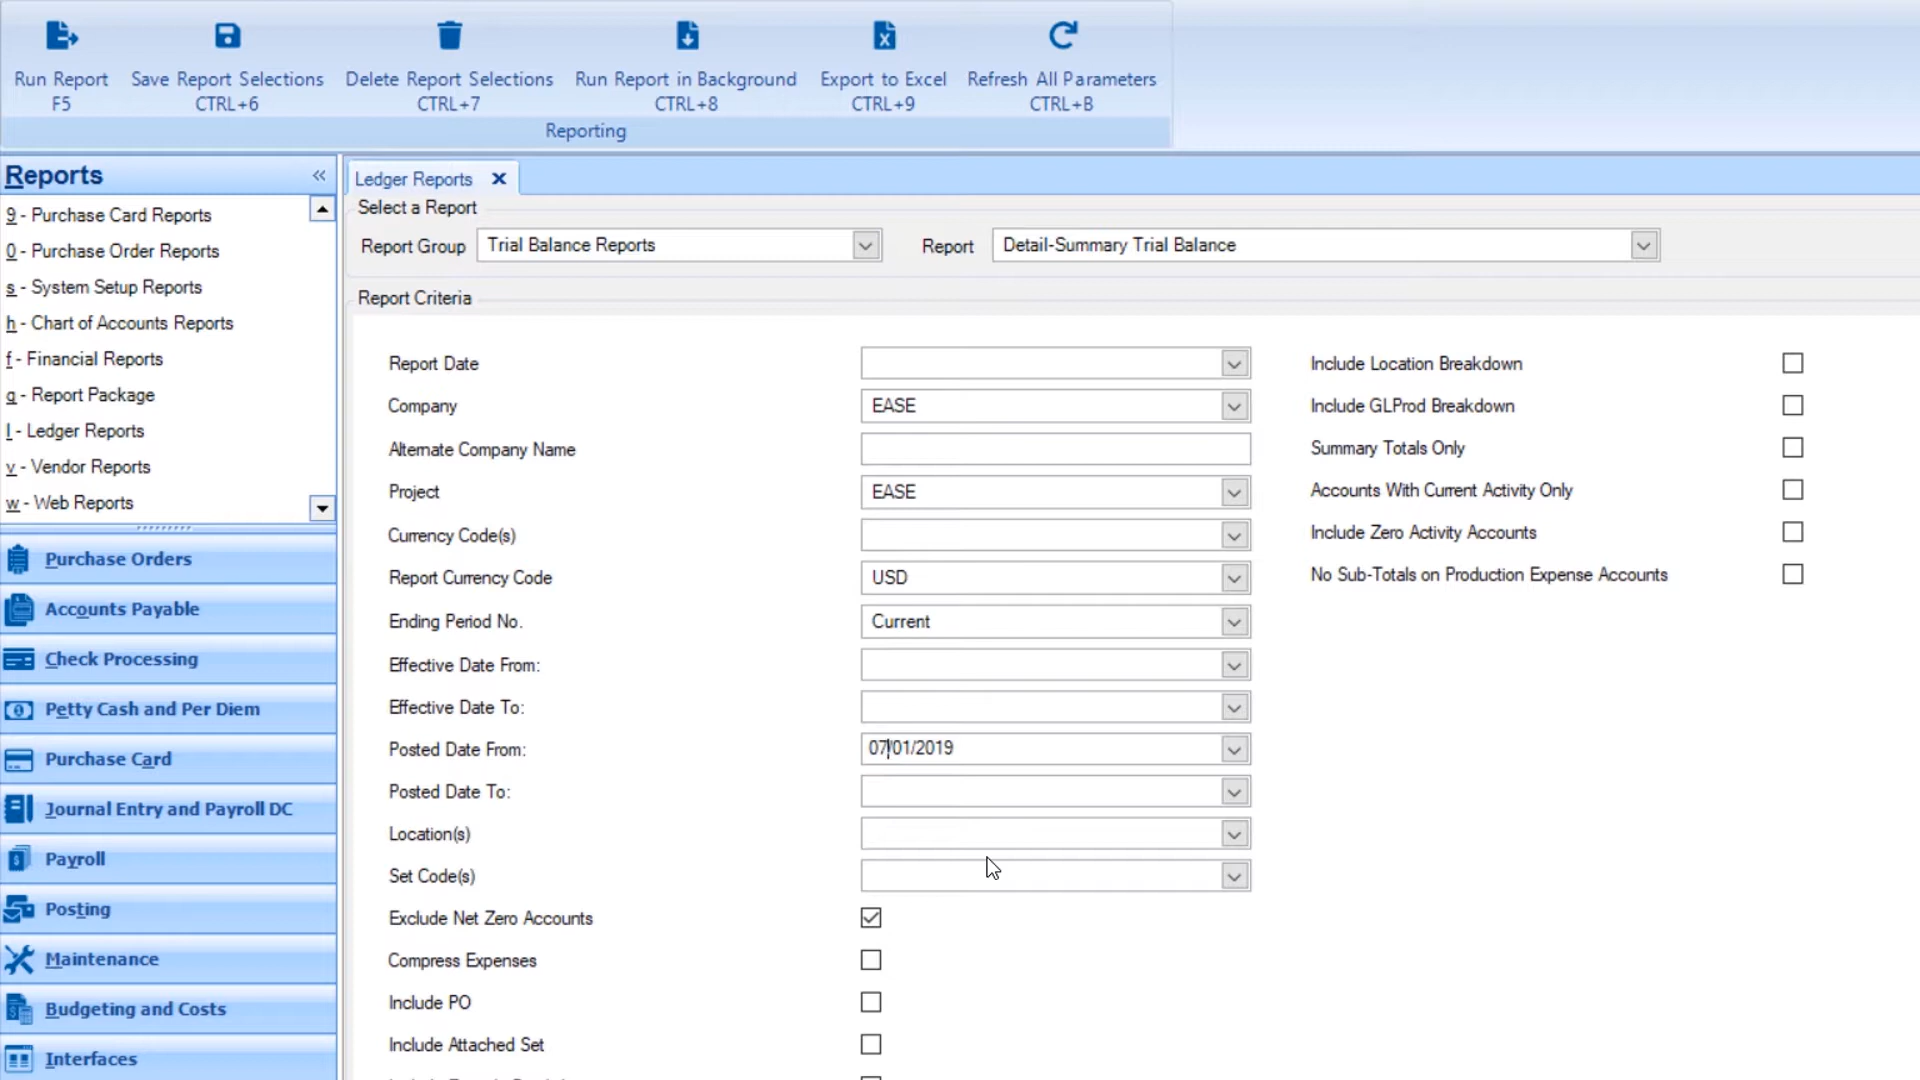 Run Report
F5
Save Report Selections
CTRL+6
Delete Report Selections
CTRL+7
Run Report in Background
CTRL+8
Export to Excel
CTRL+9
Refresh All Parameters
CTRL+B
Reporting
Reports
9 - Purchase Card Reports
0 - Purchase Order Reports
s - System Setup Reports
h - Chart of Accounts Reports
f - Financial Reports
g - Report Package
l - Ledger Reports
v - Vendor Reports
w - Web Reports
Purchase Orders
Accounts Payable
Check Processing
Petty Cash and Per Diem
Purchase Card
Journal Entry and Payroll DC
Payroll
Posting
Maintenance
Budgeting and Costs
Interfaces
Ledger Reports
Select a Report
Report Group Trial Balance Reports Report Detail-Summary Trial Balance
Report Criteria
Report Date
Company EASE
Alternate Company Name
Project EASE
Currency Code(s)
Report Currency Code USD
Ending Period No. Current
Effective Date From:
Effective Date To:
Posted Date From: 07/01/2019
Posted Date To:
Location(s)
Set Code(s)
Exclude Net Zero Accounts
Compress Expenses
Include PO
Include Attached Set
Include Location Breakdown
Include GLProd Breakdown
Summary Totals Only
Accounts With Current Activity Only
Include Zero Activity Accounts
No Sub-Totals on Production Expense Accounts